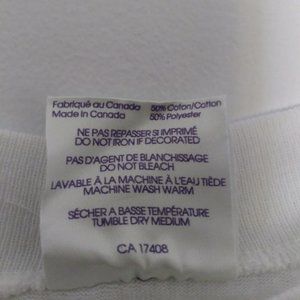 Fabriqué au Canada 50% Coton/Cotton
Made in Canada 50% Polyester
NE PAS REPASSER SI IMPRIMÉ
DO NOT IRON IF DECORATED
PAS D'AGENT DE BLANCHISSAGE
DO NOT BLEACH
LAVABLE À LA MACHINE À L'EAU TIÈDE
MACHINE WASH WARM
SÉCHER A BASSE TEMPÉRATURE
TUMBLE DRY MEDIUM
CA 17408